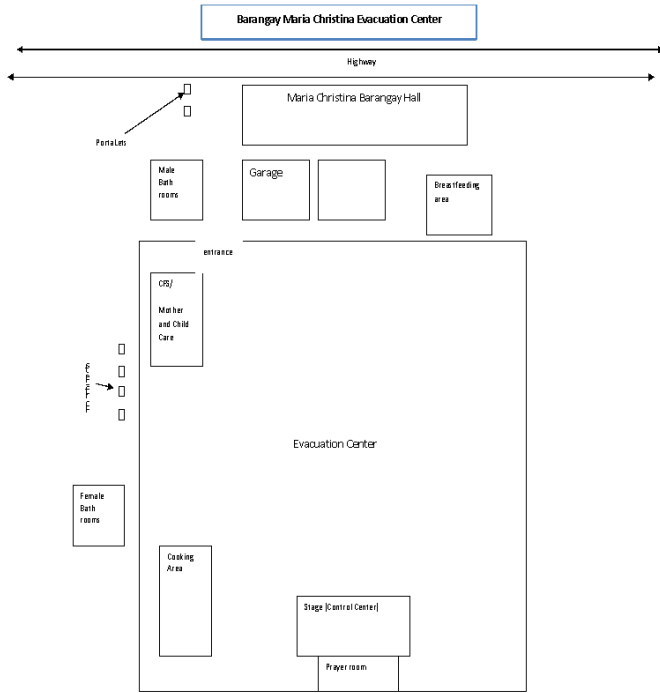 Barangay Maria Christina Evacuation Center
Highway
Maria Christina Barangay Hall
PortaLets
Male
Bath
rooms
Garage
Breastfeeding
area
entrance
CFS/
Mother
and Child
Care
Evacuation Center
Female
Bath
rooms
Cooking
Area
Stage (Control Center)
Prayer room